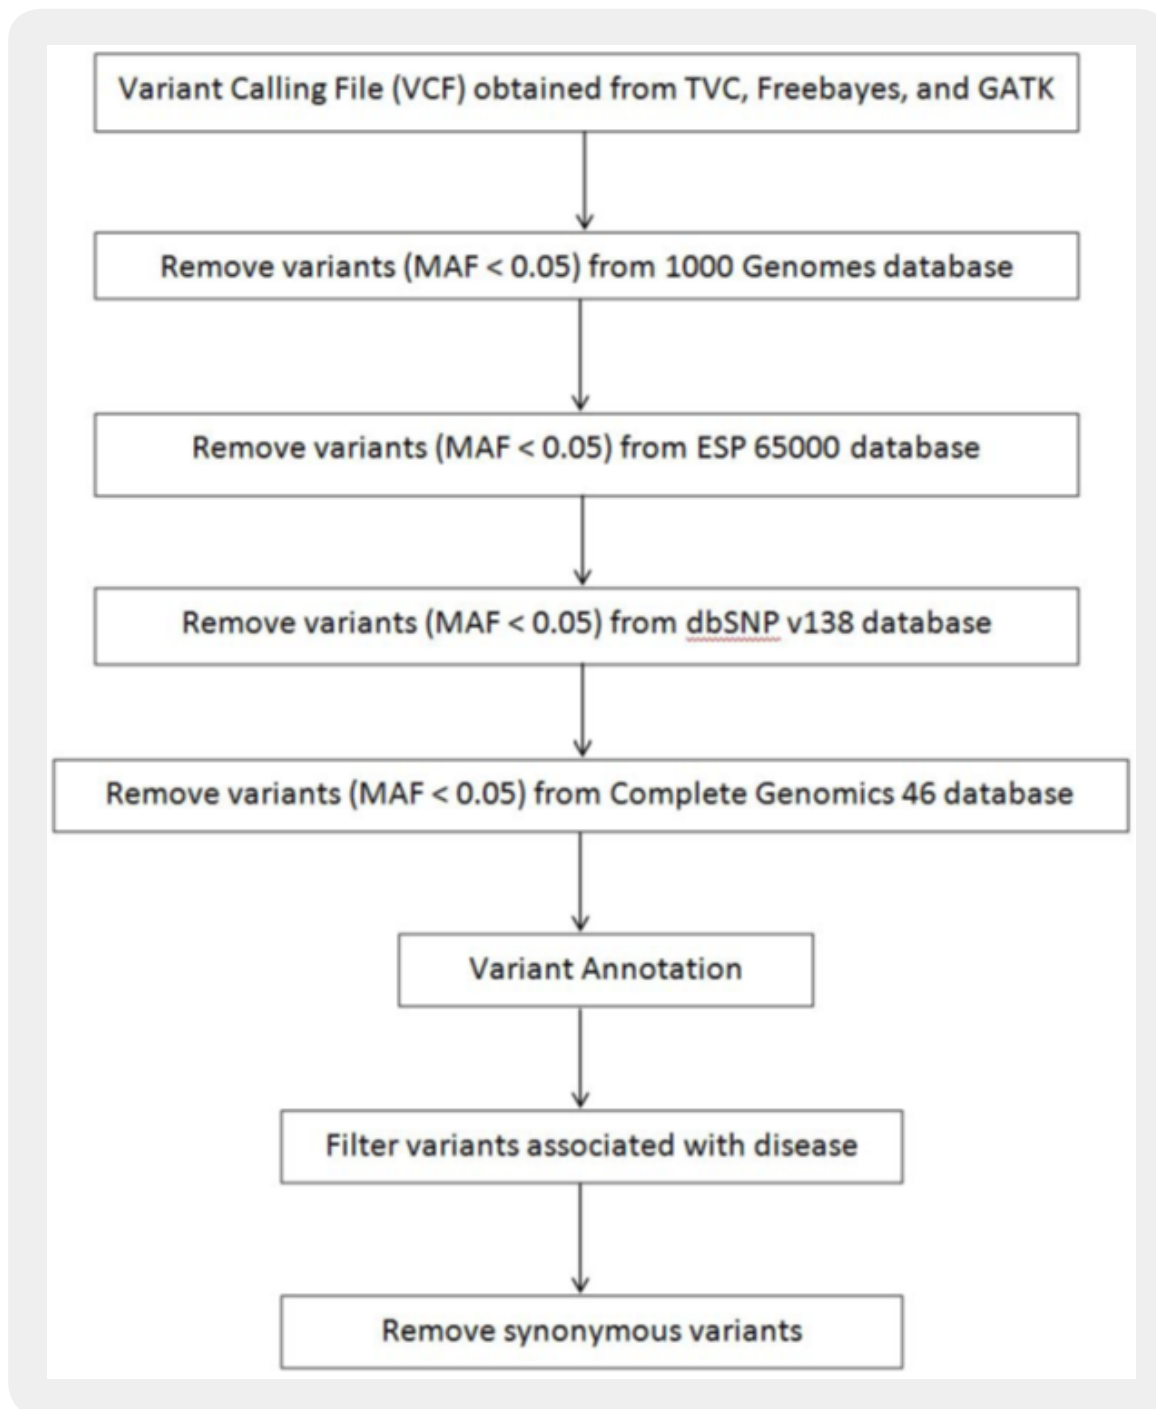 Variant Calling File (VCF) obtained from TVC, Freebayes, and GATK
Remove variants (MAF < 0.05) from 1000 Genomes database
Remove variants (MAF < 0.05) from ESP 65000 database
Remove variants (MAF < 0.05) from dbSNP v138 database
Remove variants (MAF < 0.05) from Complete Genomics 46 database
Variant Annotation
Filter variants associated with disease
Remove synonymous variants